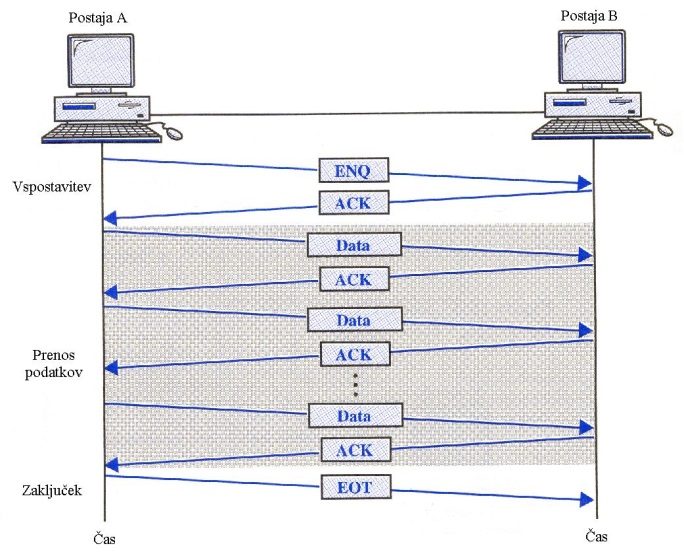 Postaja A
Postaja B
ENQ
Vspostavitev
ACK
Data
ACK
Data
Prenos
podatkov
ACK
Data
ACK
Zaključek
EOT
Čas
Čas